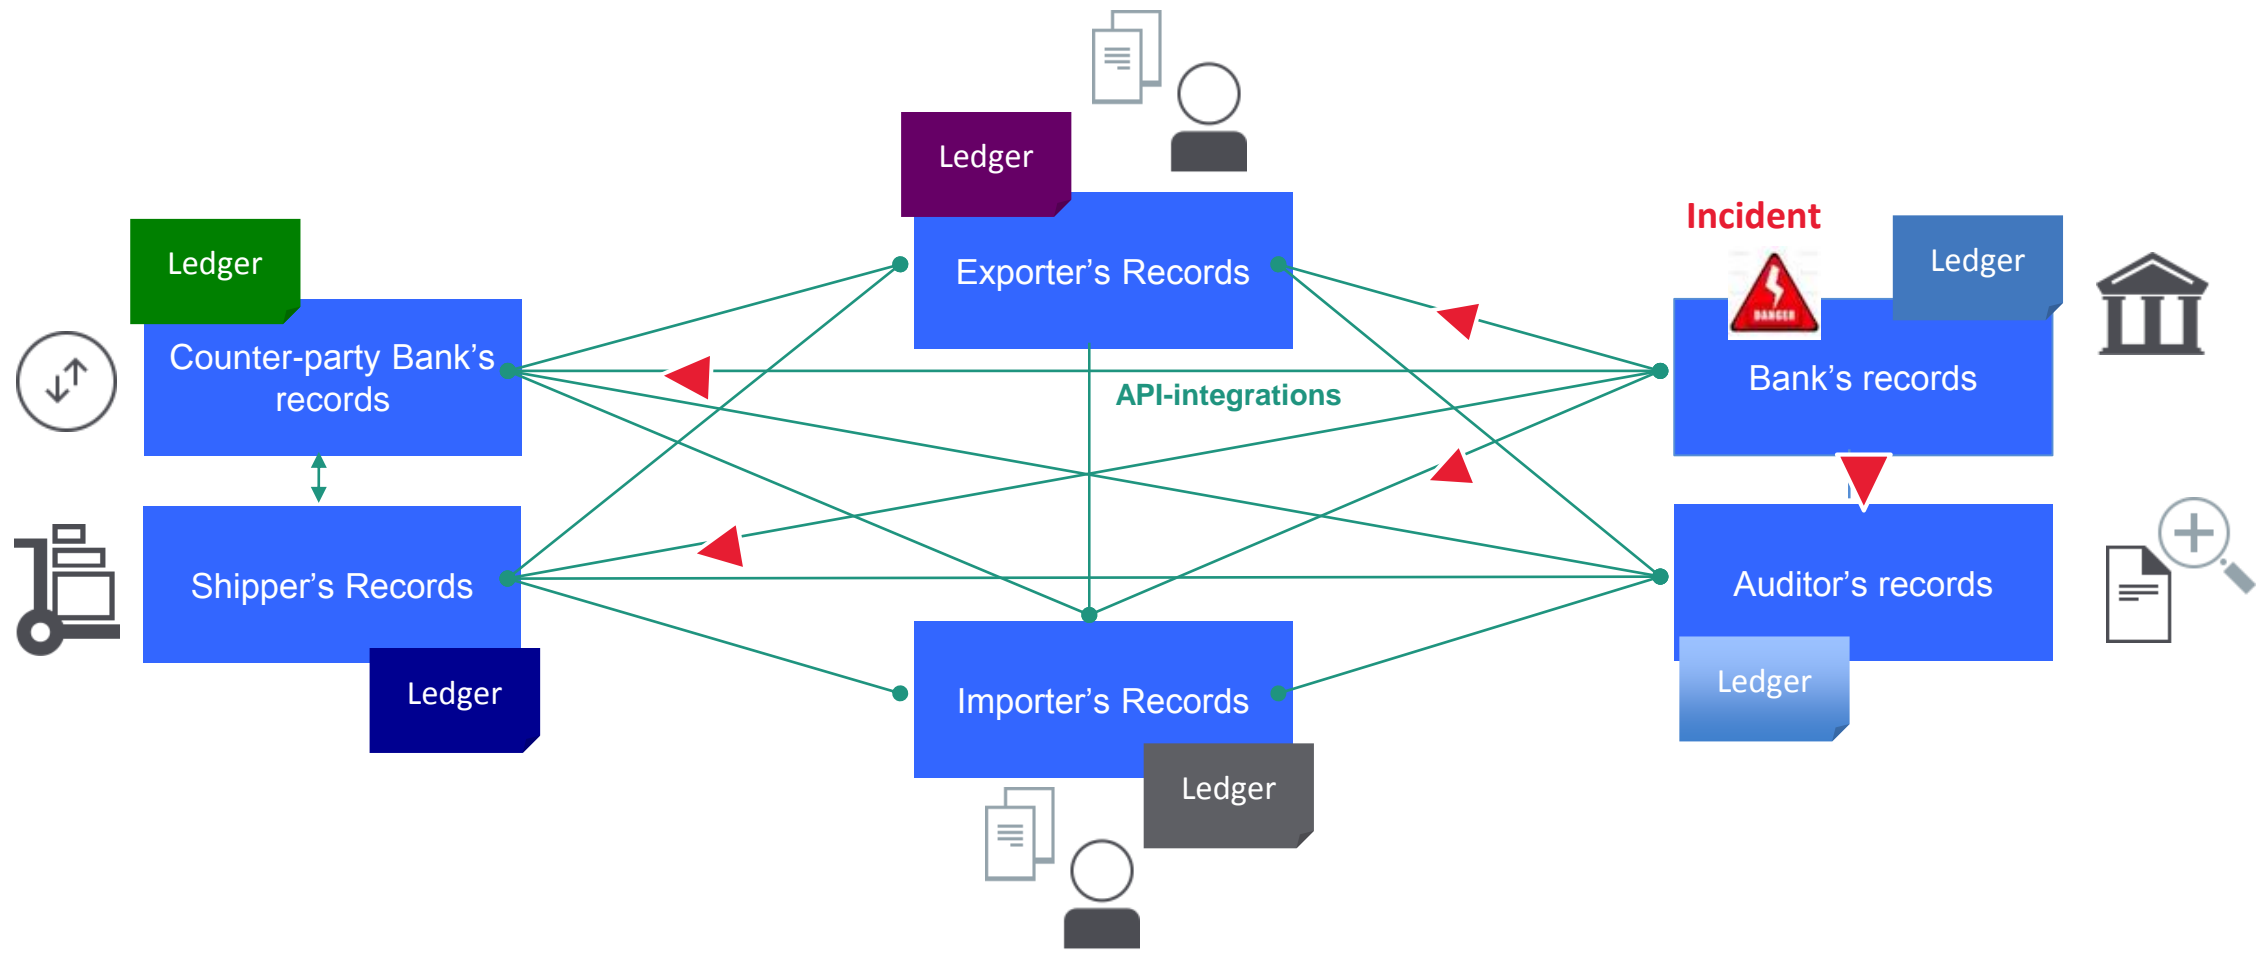 Ledger
Exporter's Records
Incident
Ledger
DANGER
Bank's records
Ledger
Counter-party Bank's
records
API-integrations
Shipper's Records
Ledger
Auditor's records
Ledger
Importer's Records
Ledger